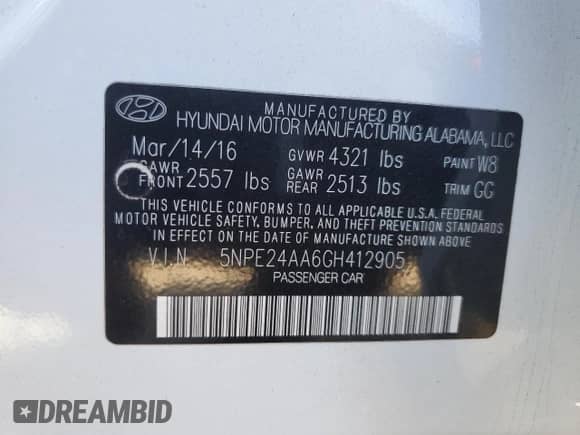 MANUFACTURED BY
HYUNDAI MOTOR MANUFACTURING ALABAMA, LLC
Mar/14/16 GVWR 4321 lbs PAINT W8
GAWR FRONT 2557 lbs GAWR REAR 2513 lbs TRIM GG
THIS VEHICLE CONFORMS TO ALL APPLICABLE U.S.A. FEDERAL
MOTOR VEHICLE SAFETY, BUMPER, AND THEFT PREVENTION STANDARDS
IN EFFECT ON THE DATE OF MANUFACTURE SHOWN ABOVE.
V.I.N 5NPE24AA6GH412905
PASSENGER CAR
DREAMBID